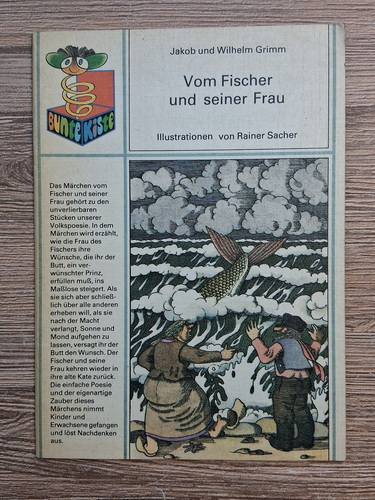 Jakob und Wilhelm Grimm
Vom Fischer
und seiner Frau
Illustrationen von Rainer Sacher
BUNTE KISTE
Das Märchen vom
Fischer und seiner
Frau gehört zu den
unverlierbaren
Stücken unserer
Volkspoesie. In dem
Märchen wird erzählt,
wie die Frau des
Fischers ihre
Wünsche, die ihr der
Butt, ein ver-
wünschter Prinz,
erfüllen muß, ins
Maßlose steigert. Als
sie sich aber schließ-
lich über alle anderen
erheben will, als sie
nach der Macht
verlangt, Sonne und
Mond aufgehen zu
lassen, versagt ihr der
Butt den Wunsch. Der
Fischer und seine
Frau kehren wieder in
ihre alte Kate zurück.
Die einfache Poesie
und der eigenartige
Zauber dieses
Märchens nimmt
Kinder und
Erwachsene gefangen
und löst Nachdenken
aus.